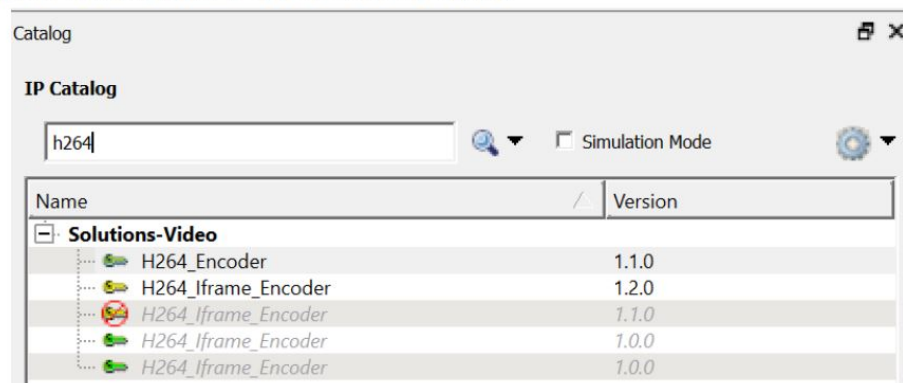 Catalog
IP Catalog
h264 Simulation Mode
Name Version
Solutions-Video
H264_Encoder 1.1.0
H264_Iframe_Encoder 1.2.0
H264_Iframe_Encoder 1.1.0
H264_Iframe_Encoder 1.0.0
H264_Iframe_Encoder 1.0.0